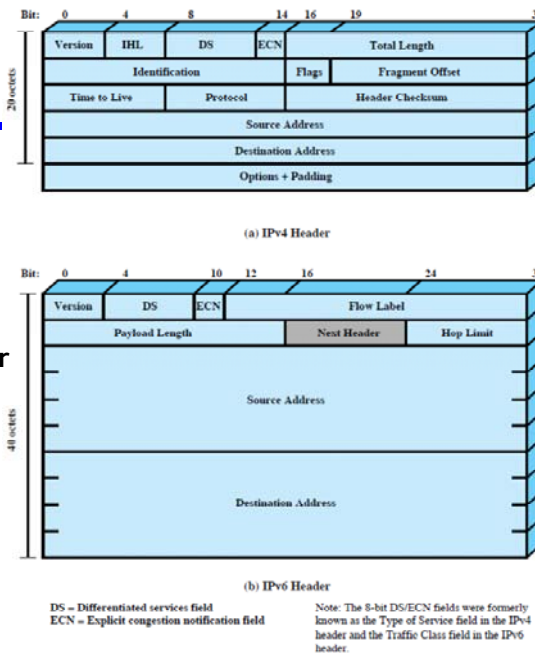 Bit: 0 4 8 14 16 19 3
Version IHL DS ECN Total Length
Identification Flags Fragment Offset
Time to Live Protocol Header Checksum
Source Address
Destination Address
Options + Padding
20 octets
(a) IPv4 Header
Bit: 0 4 10 12 16 24 3
Version DS ECN Flow Label
Payload Length Next Header Hop Limit
r
Source Address
40 octets
Destination Address
(b) IPv6 Header
DS = Differentiated services field
ECN = Explicit congestion notification field
Note: The 8-bit DS/ECN fields were formerly
known as the Type of Service field in the IPv4
header and the Traffic Class field in the IPv6
header.